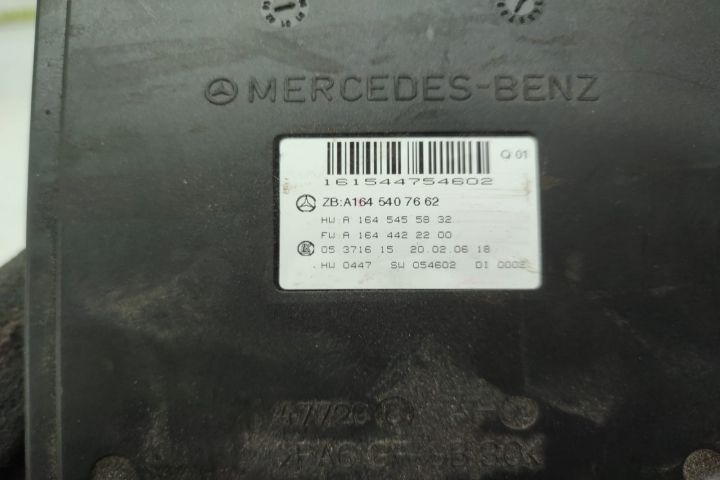 MERCEDES-BENZ
Q 01
161544754602
ZB:A164 540 76 62
HW: A 164 545 58 32
FW: A 164 442 22 00
05 3716 15 20.02.06 18
HW 0447 SW 054602 DI 0002